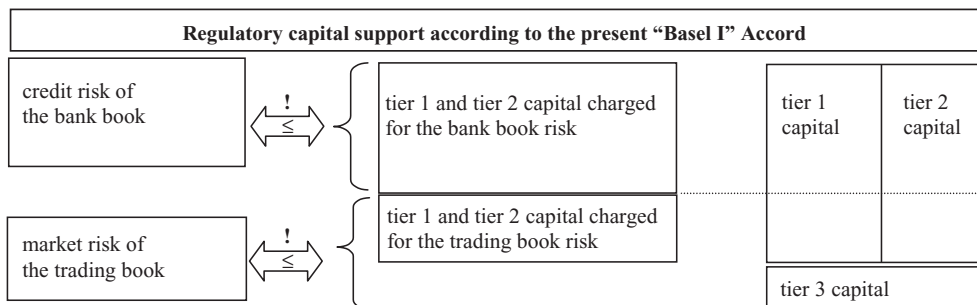 Regulatory capital support according to the present “Basel I” Accord
credit risk of
the bank book
!
≤
tier 1 and tier 2 capital charged
for the bank book risk
tier 1
capital
tier 2
capital
market risk of
the trading book
!
≤
tier 1 and tier 2 capital charged
for the trading book risk
tier 3 capital